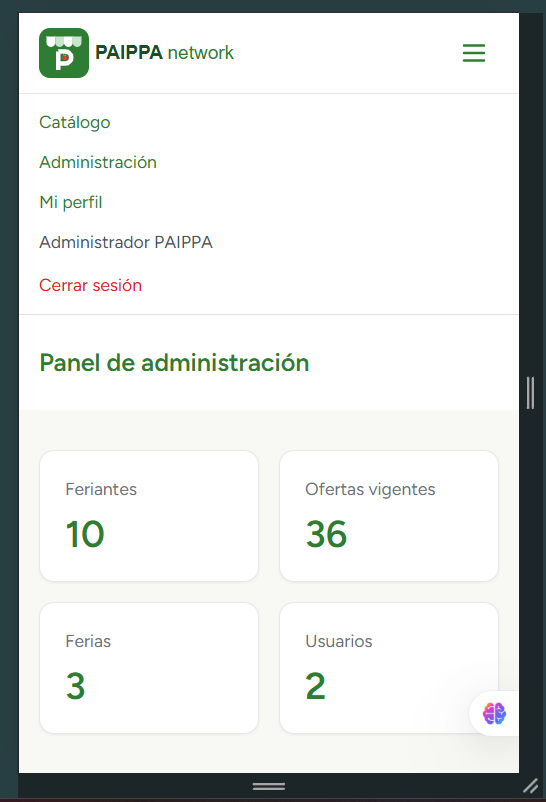 P
PAIPPA network
Catálogo
Administración
Mi perfil
Administrador PAIPPA
Cerrar sesión
Panel de administración
Feriantes
10
Ofertas vigentes
36
Ferias
3
Usuarios
2